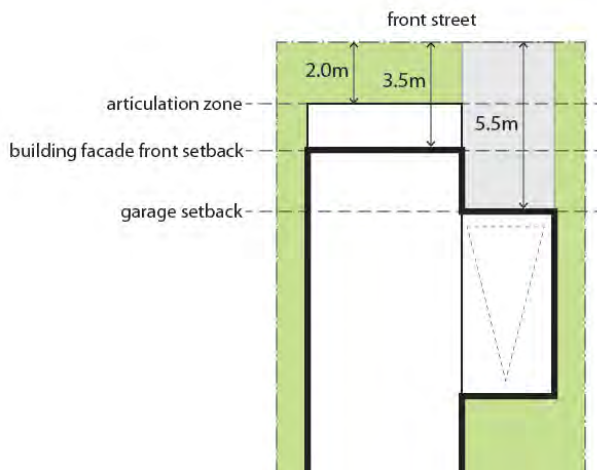 front street
2.0m
3.5m
articulation zone
5.5m
building facade front setback
garage setback